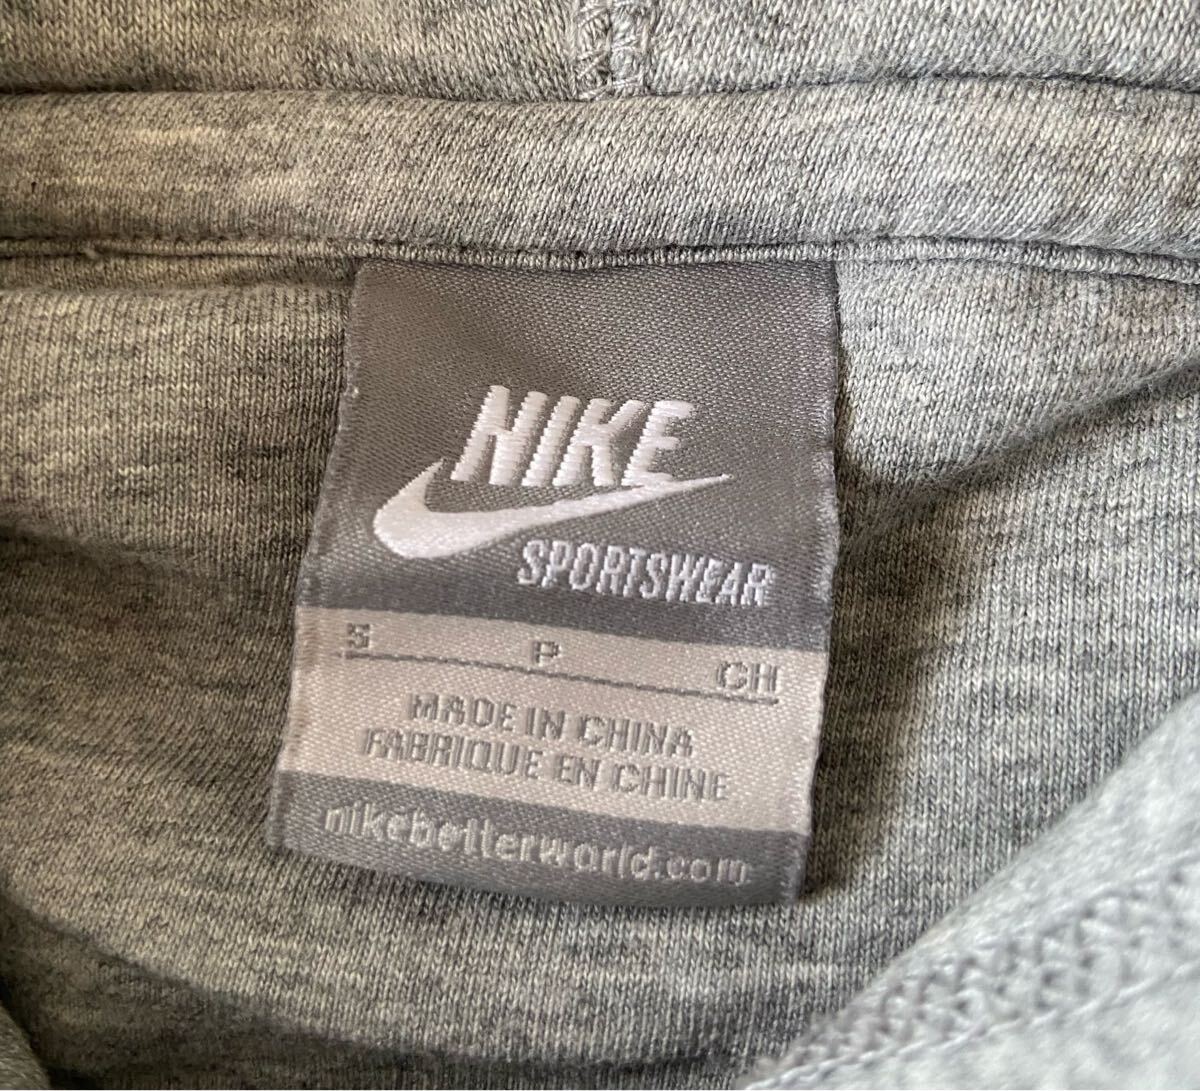 NIKE
SPORTSWEAR
S P CH
MADE IN CHINA
FABRIQUE EN CHINE
nikebetterworld.com